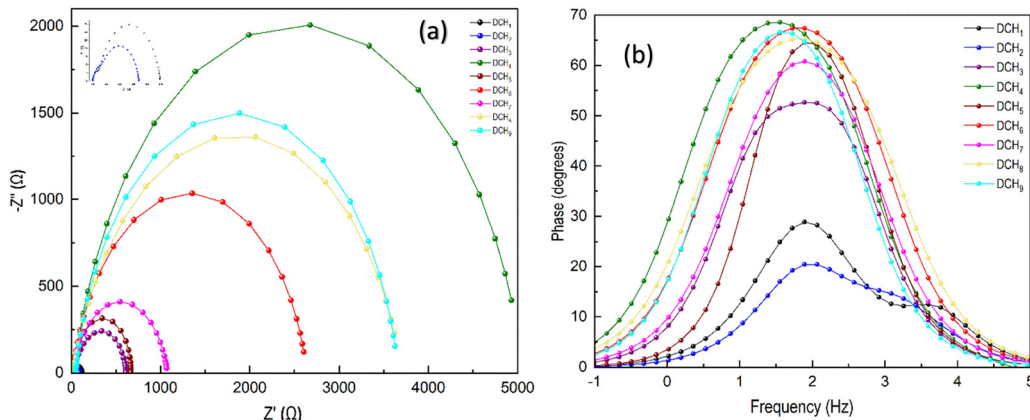 (a)
-Z'' (Ω)
-2000
1500
1000
500
0
0 1000 2000 3000 4000 5000
Z' (Ω)
DCH₁
DCH₂
DCH₃
DCH₄
DCH₅
DCH₆
DCH₇
DCH₉
(b)
Phase (degrees)
70
60
50
40
30
20
10
0
-1 0 1 2 3 4 5
Frequency (Hz)
DCH₁
DCH₂
DCH₃
DCH₄
DCH₅
DCH₆
DCH₇
DCH₈
DCH₉